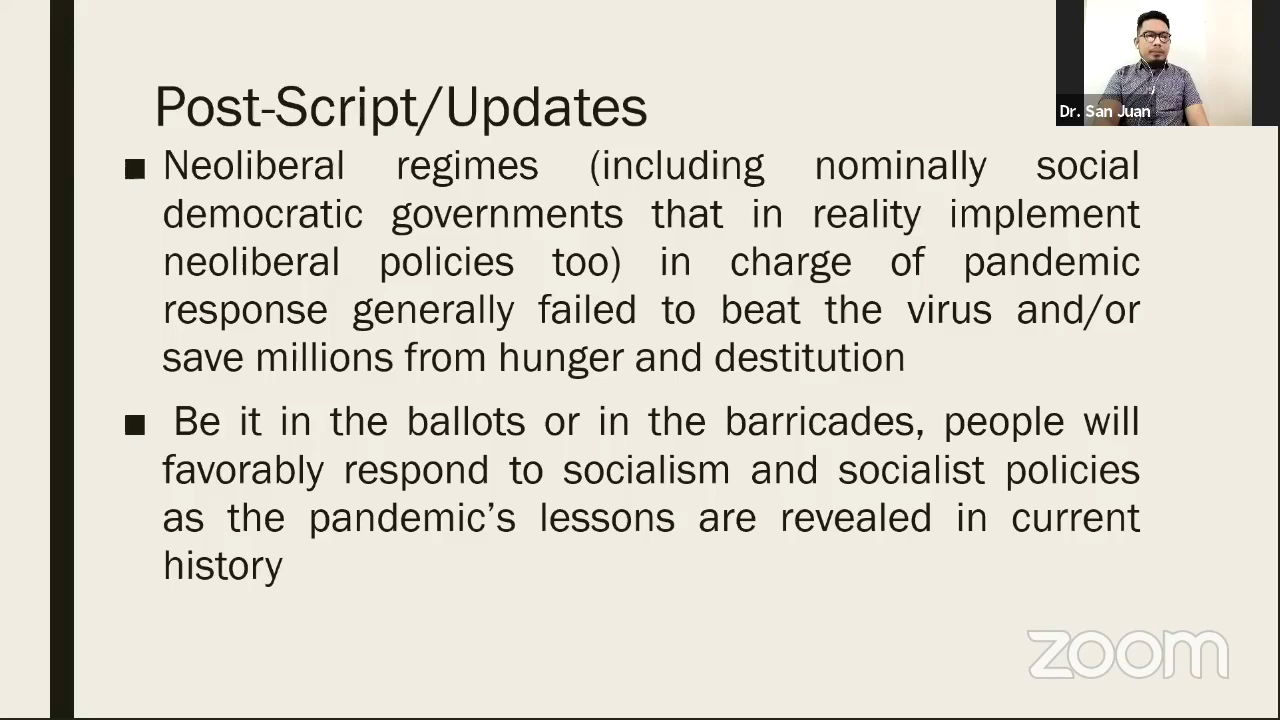 Post-Script/Updates
Dr. San Juan
■ Neoliberal regimes (including nominally social
democratic governments that in reality implement
neoliberal policies too) in charge of pandemic
response generally failed to beat the virus and/or
save millions from hunger and destitution
■ Be it in the ballots or in the barricades, people will
favorably respond to socialism and socialist policies
as the pandemic’s lessons are revealed in current
history
zoom